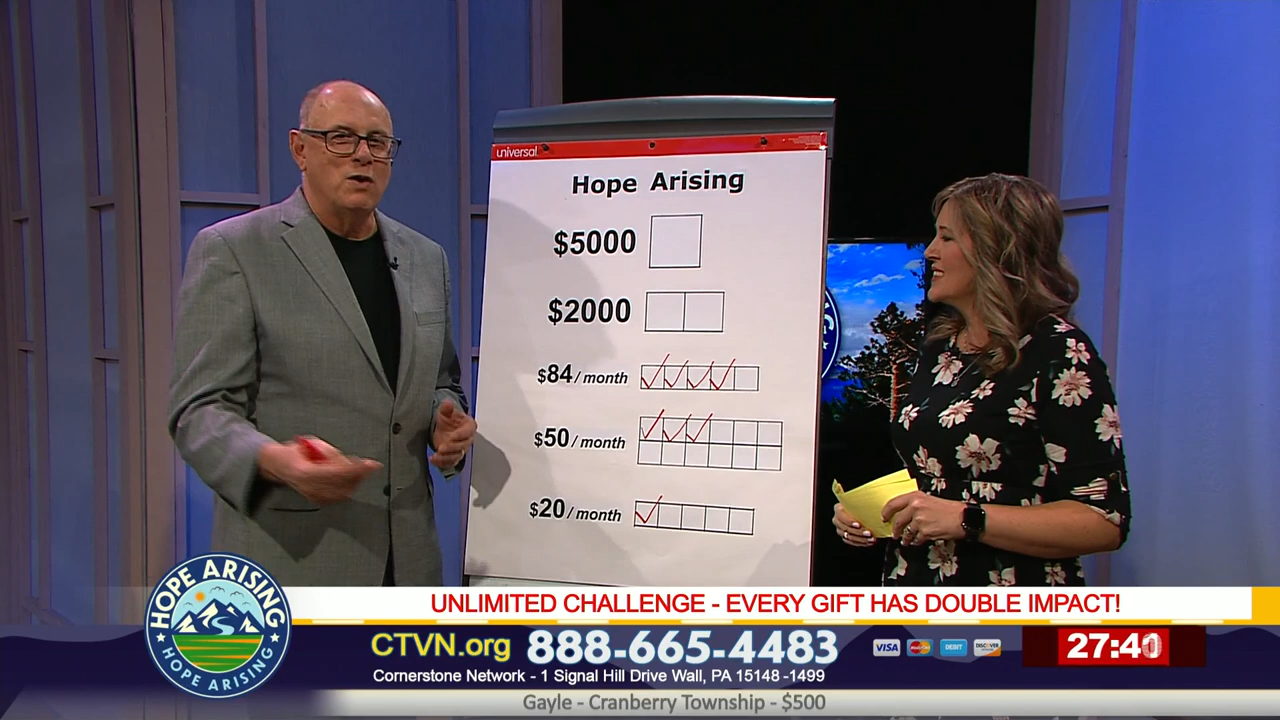 universal
Hope Arising
$5000
$2000
$84 / month
$50 / month
$20 / month
HOPE ARISING
HOPE ARISING
UNLIMITED CHALLENGE - EVERY GIFT HAS DOUBLE IMPACT!
CTVN.org 888-665-4483
VISA DEBIT DISCOVER
27:40
Cornerstone Network - 1 Signal Hill Drive Wall, PA 15148 -1499
Gayle - Cranberry Township - $500